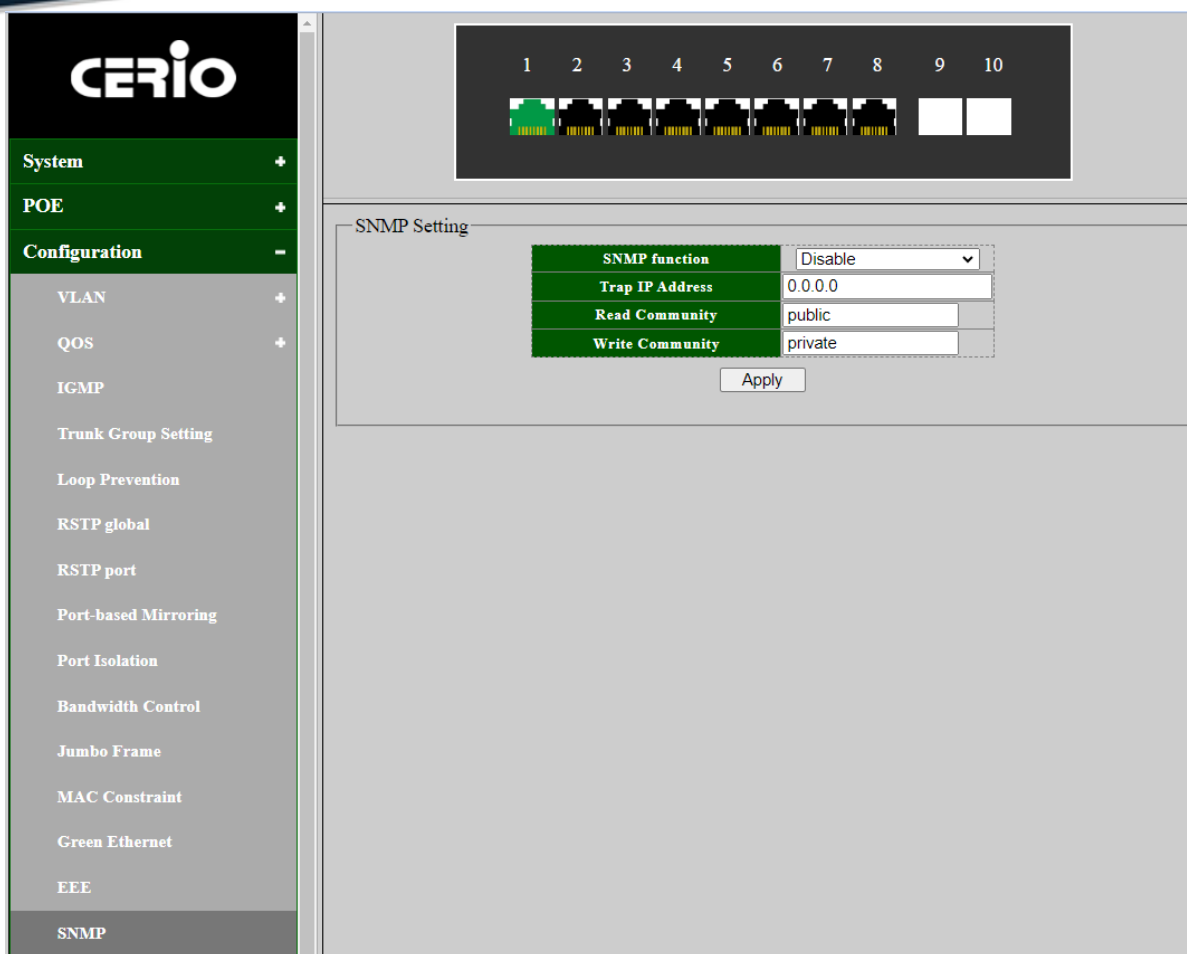 CERIO
System
POE
Configuration
VLAN
QOS
IGMP
Trunk Group Setting
Loop Prevention
RSTP global
RSTP port
Port-based Mirroring
Port Isolation
Bandwidth Control
Jumbo Frame
MAC Constraint
Green Ethernet
EEE
SNMP
1 2 3 4 5 6 7 8 9 10
SNMP Setting
SNMP function Disable
Trap IP Address 0.0.0.0
Read Community public
Write Community private
Apply